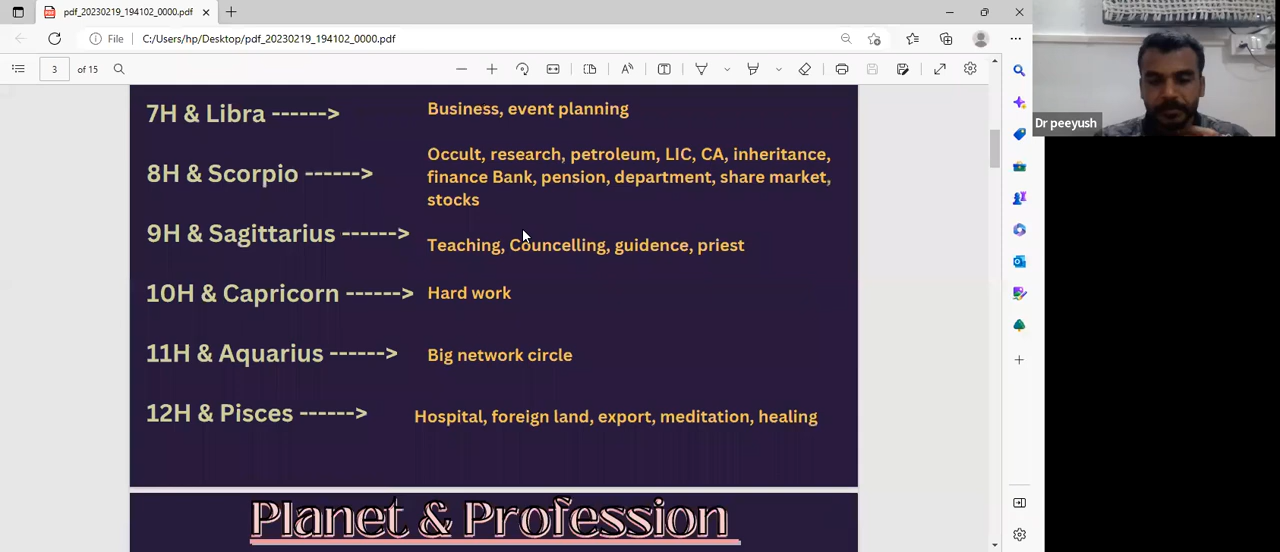 pdf_20230219_194102_0000.pdf
File
C:/Users/hp/Desktop/pdf_20230219_194102_0000.pdf
3 of 15
Dr peeyush
7H & Libra ------>
Business, event planning
8H & Scorpio ------>
Occult, research, petroleum, LIC, CA, inheritance,
finance Bank, pension, department, share market,
stocks
9H & Sagittarius ------>
Teaching, Councelling, guidence, priest
10H & Capricorn ------>
Hard work
11H & Aquarius ------>
Big network circle
12H & Pisces ------>
Hospital, foreign land, export, meditation, healing
Planet & Profession